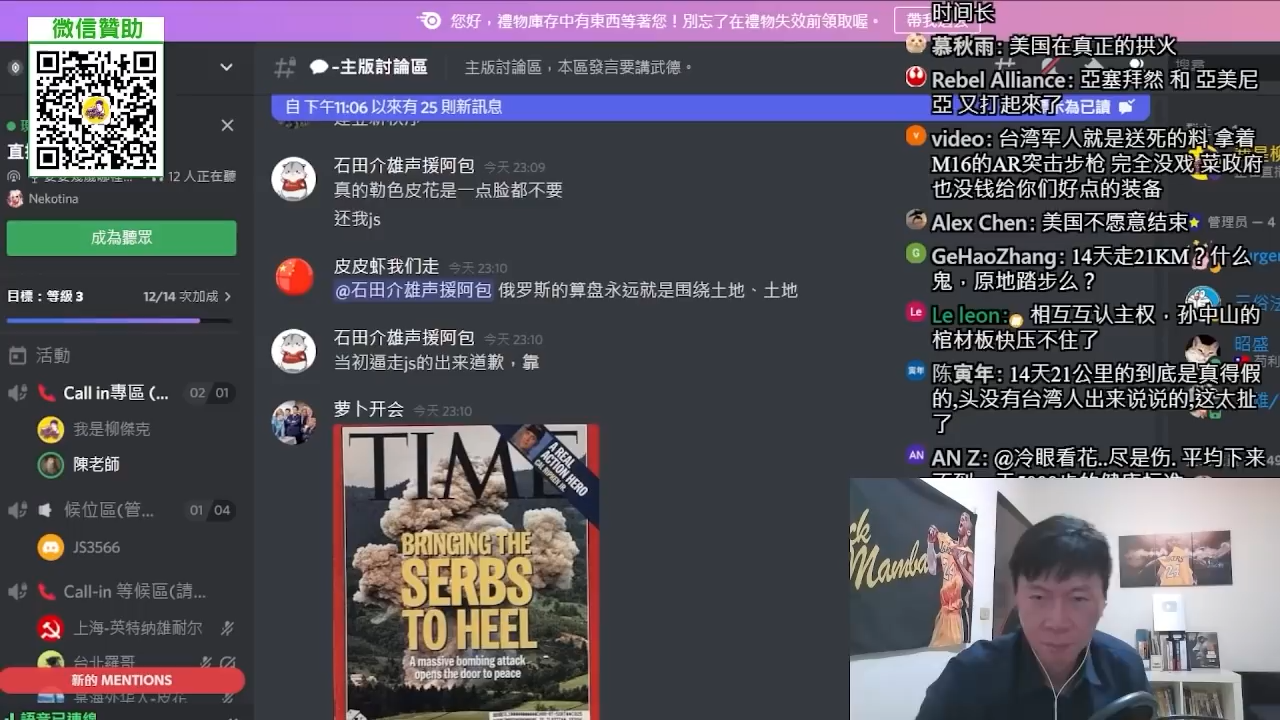 微信贊助
您好，禮物庫存中有東西等著您！別忘了在禮物失效前領取喔。
-主版討論區
主版討論區，本區發言要講武德。
自 下午11:06 以來有 25 則新訊息
示為已讀
12 人正在聽
Nekotina
成為聽眾
目標：等級 3
12/14 次加成
活動
Call in專區 (...
02 01
我是柳傑克
陳老師
候位區(管...
01 04
JS3566
Call-in 等候區(請...
上海-英特纳雄耐尔
台北羅哥
新的 MENTIONS
語音已連線
石田介雄声援阿包 今天 23:09
真的勒色皮花是一点脸都不要
还我js
皮皮虾我们走 今天 23:10
@石田介雄声援阿包 俄罗斯的算盘永远就是围绕土地、土地
石田介雄声援阿包 今天 23:10
当初逼走js的出来道歉，靠
萝卜开会 今天 23:10
TIME
A REAL
ACTION HERO
BRINGING THE
SERBS
TO HEEL
A massive bombing attack
opens the door to peace
时间长
慕秋雨: 美国在真正的拱火
Rebel Alliance: 亞塞拜然 和 亞美尼
亞 又打起來了
video: 台湾军人就是送死的料 拿着
M16的AR突击步枪 完全没戏 菜政府
也没钱给你们好点的装备
Alex Chen: 美国不愿意结束
管理员 — 4
GeHaoZhang: 14天走21KM？什么
鬼，原地踏步么？
Le leon: 相互互认主权，孙中山的
棺材板快压不住了
昭盛
陈寅年: 14天21公里的到底是真得假
的,头没有台湾人出来说说的.这太扯
了
AN Z: @冷眼看花..尽是伤. 平均下来
ck
Mamba
24